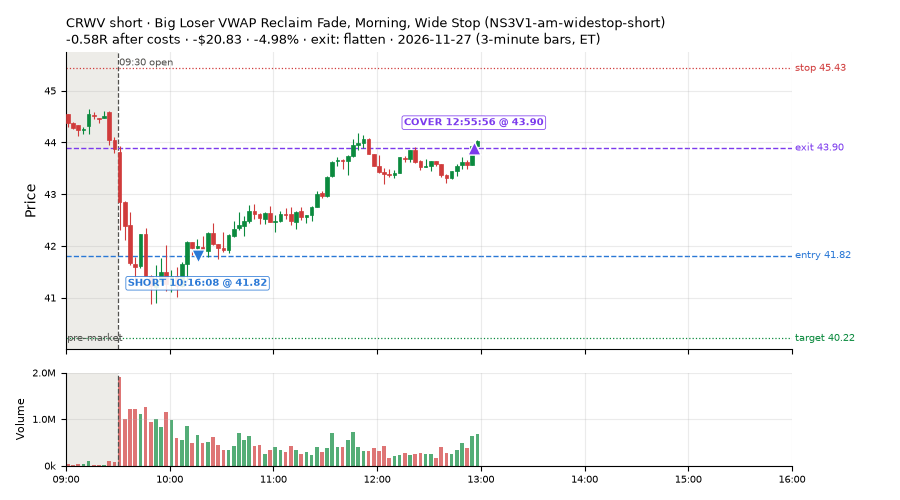 CRWV short · Big Loser VWAP Reclaim Fade, Morning, Wide Stop (NS3V1-am-widestop-short)
-0.58R after costs · -$20.83 · -4.98% · exit: flatten · 2026-11-27 (3-minute bars, ET)
09:30 open
stop 45.43
45
COVER 12:55:56 @ 43.90
44
exit 43.90
Price
43
42
entry 41.82
SHORT 10:16:08 @ 41.82
41
pre-market
target 40.22
2.0M
Volume
1.0M
0k
09:00 10:00 11:00 12:00 13:00 14:00 15:00 16:00